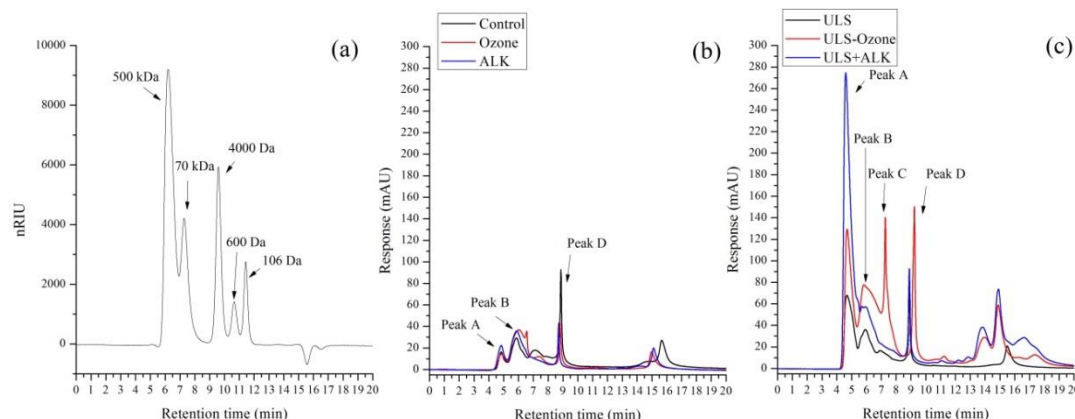 (a)
10000
8000
6000
4000
2000
0
nRIU
500 kDa
70 kDa
4000 Da
600 Da
106 Da
0 1 2 3 4 5 6 7 8 9 10 11 12 13 14 15 16 17 18 19 20
Retention time (min)
Control
Ozone
ALK
(b)
300
280
260
240
220
200
180
160
140
120
100
80
60
40
20
0
Response (mAU)
Peak A
Peak B
Peak D
0 1 2 3 4 5 6 7 8 9 10 11 12 13 14 15 16 17 18 19 20
Retention time (min)
ULS
ULS-Ozone
ULS+ALK
(c)
300
280
260
240
220
200
180
160
140
120
100
80
60
40
20
0
Response (mAU)
Peak A
Peak B
Peak C
Peak D
0 1 2 3 4 5 6 7 8 9 10 11 12 13 14 15 16 17 18 19 20
Retention time (min)